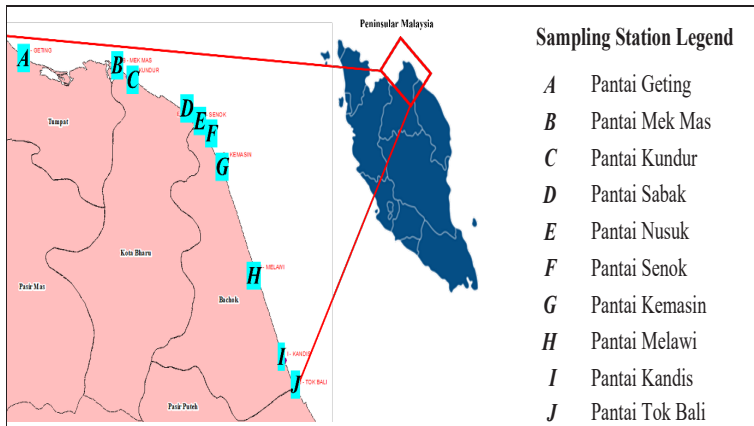 Peninsular Malaysia
A - GETING
B - MEK MAS
C KUNDUR
D
E SENOK
F
G KEMASIN
H - MELAWI
I I - KANDIS
J - TOK BALI
Tumpat
Kota Bharu
Pasir Mas
Bachok
Pasir Puteh
Sampling Station Legend
A Pantai Geting
B Pantai Mek Mas
C Pantai Kundur
D Pantai Sabak
E Pantai Nusuk
F Pantai Senok
G Pantai Kemasin
H Pantai Melawi
I Pantai Kandis
J Pantai Tok Bali